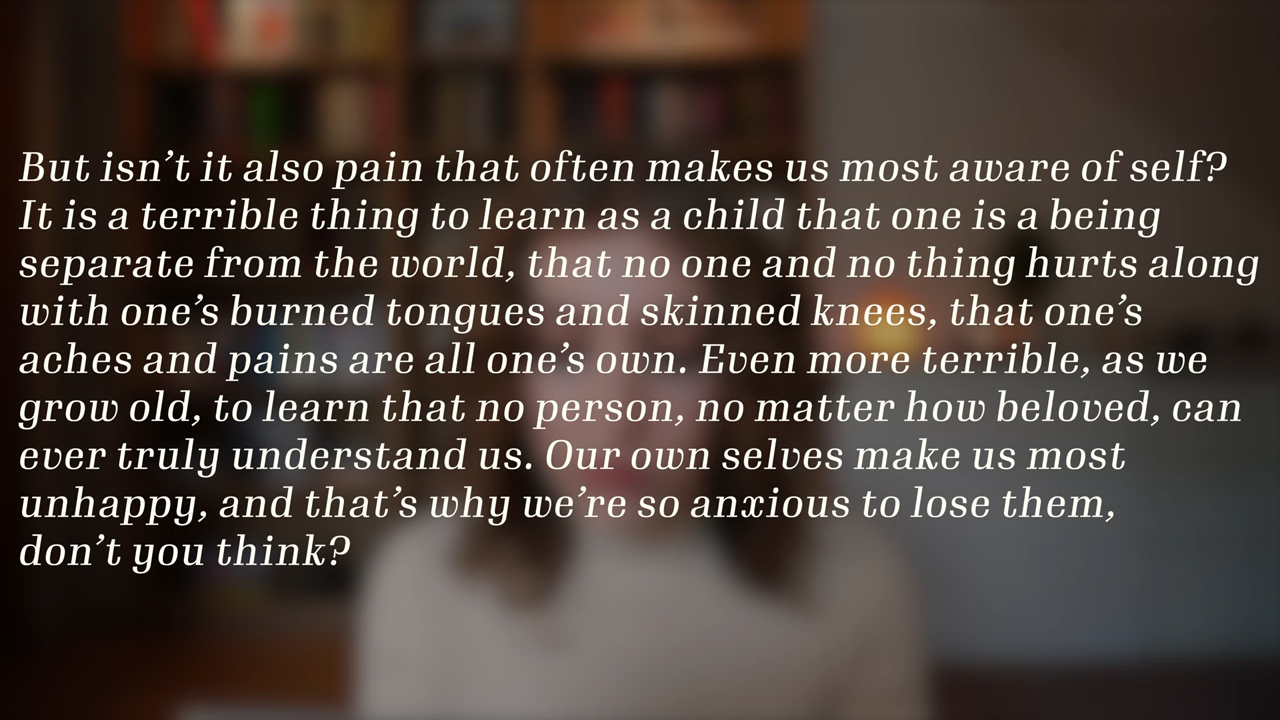 But isn’t it also pain that often makes us most aware of self?
It is a terrible thing to learn as a child that one is a being
separate from the world, that no one and no thing hurts along
with one’s burned tongues and skinned knees, that one’s
aches and pains are all one’s own. Even more terrible, as we
grow old, to learn that no person, no matter how beloved, can
ever truly understand us. Our own selves make us most
unhappy, and that’s why we’re so anxious to lose them,
don’t you think?